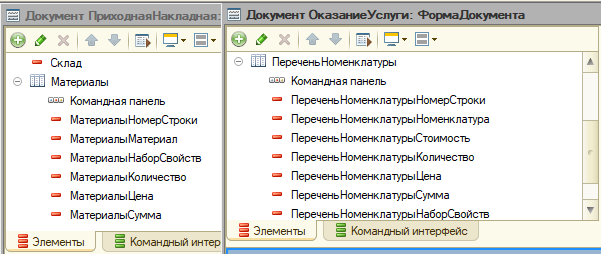 Документ ПриходнаяНакладная:
Склад
Материалы
Командная панель
МатериалыНомерСтроки
МатериалыМатериал
МатериалыНаборСвойств
МатериалыКоличество
МатериалыЦена
МатериалыСумма
Элементы
Командный интер
Документ ОказаниеУслуги: ФормаДокумента
ПереченьНоменклатуры
Командная панель
ПереченьНоменклатурыНомерСтроки
ПереченьНоменклатурыНоменклатура
ПереченьНоменклатурыСтоимость
ПереченьНоменклатурыКоличество
ПереченьНоменклатурыЦена
ПереченьНоменклатурыСумма
ПереченьНоменклатурыНаборСвойств
Элементы
Командный интерфейс